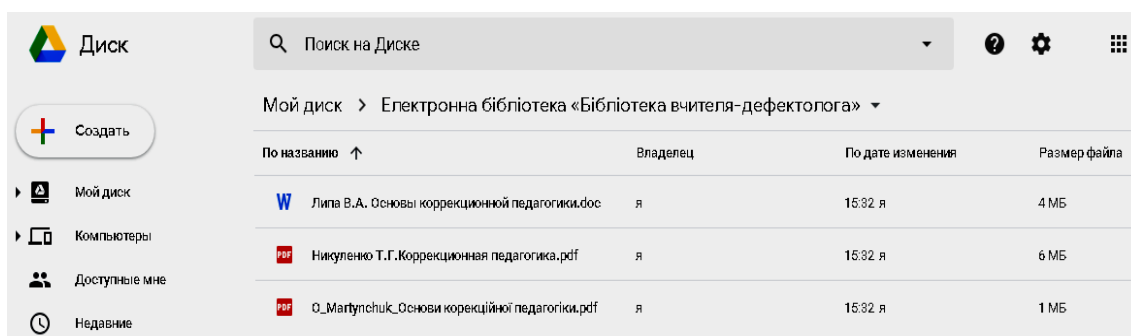 Диск
Поиск на Диске
Мой диск > Електронна бібліотека «Бібліотека вчителя-дефектолога»
Создать
По названию ↑ Владелец По дате изменения Размер файла
Мой диск
W Липа В.А. Основы коррекционной педагогики.doc я 15:32 я 4 МБ
Компьютеры
PDF Никуленко Т.Г.Коррекционная педагогика.pdf я 15:32 я 6 МБ
Доступные мне
PDF O_Martynchuk_Основи корекційної педагогіки.pdf я 15:32 я 1 МБ
Недавние